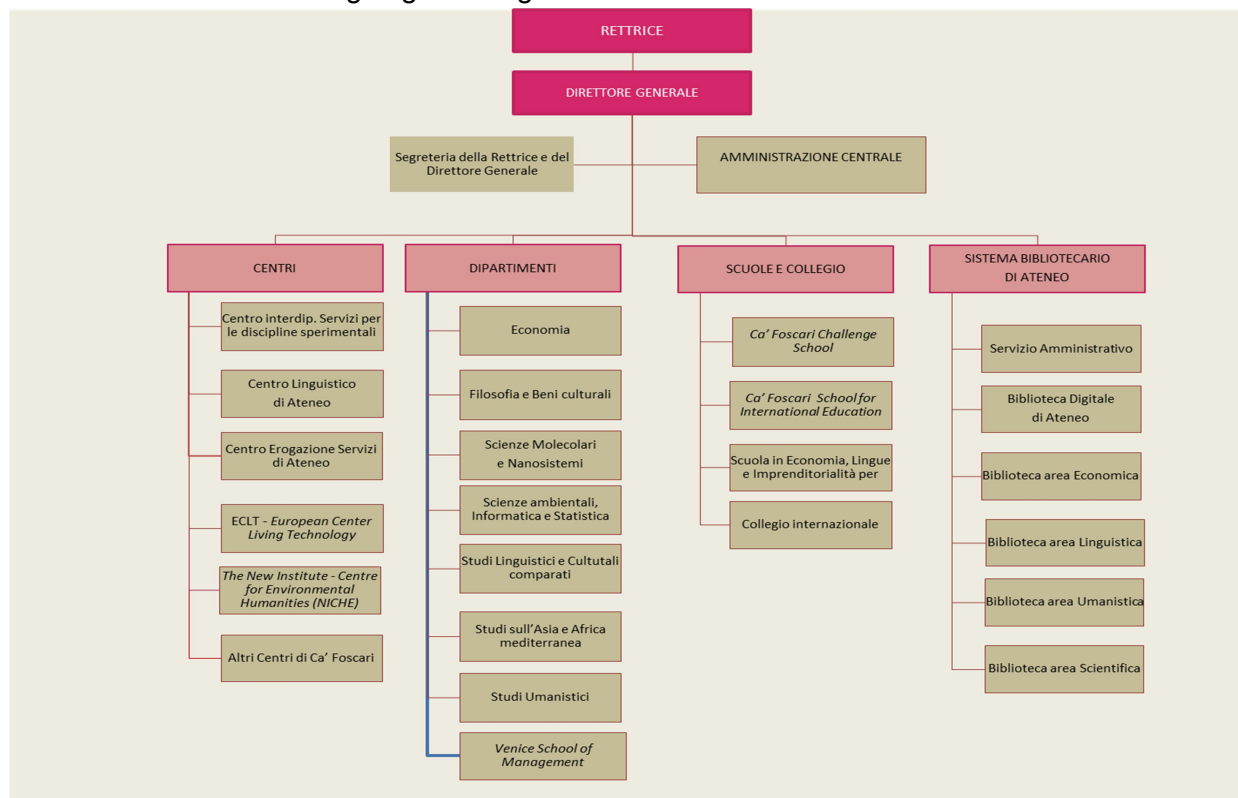 RETTRICE
DIRETTORE GENERALE
Segreteria della Rettrice e del
Direttore Generale
AMMINISTRAZIONE CENTRALE
CENTRI
Centro interdip. Servizi per
le discipline sperimentali
Centro Linguistico
di Ateneo
Centro Erogazione Servizi
di Ateneo
ECLT - European Center
Living Technology
The New Institute - Centre
for Environmental
Humanities (NICHE)
Altri Centri di Ca' Foscari
DIPARTIMENTI
Economia
Filosofia e Beni culturali
Scienze Molecolari
e Nanosistemi
Scienze ambientali,
Informatica e Statistica
Studi Linguistici e Cultutali
comparati
Studi sull'Asia e Africa
mediterranea
Studi Umanistici
Venice School of
Management
SCUOLE E COLLEGIO
Ca' Foscari Challenge
School
Ca' Foscari School for
International Education
Scuola in Economia, Lingue
e Imprenditorialità per
Collegio internazionale
SISTEMA BIBLIOTECARIO
DI ATENEO
Servizio Amministrativo
Biblioteca Digitale
di Ateneo
Biblioteca area Economica
Biblioteca area Linguistica
Biblioteca area Umanistica
Biblioteca area Scientifica